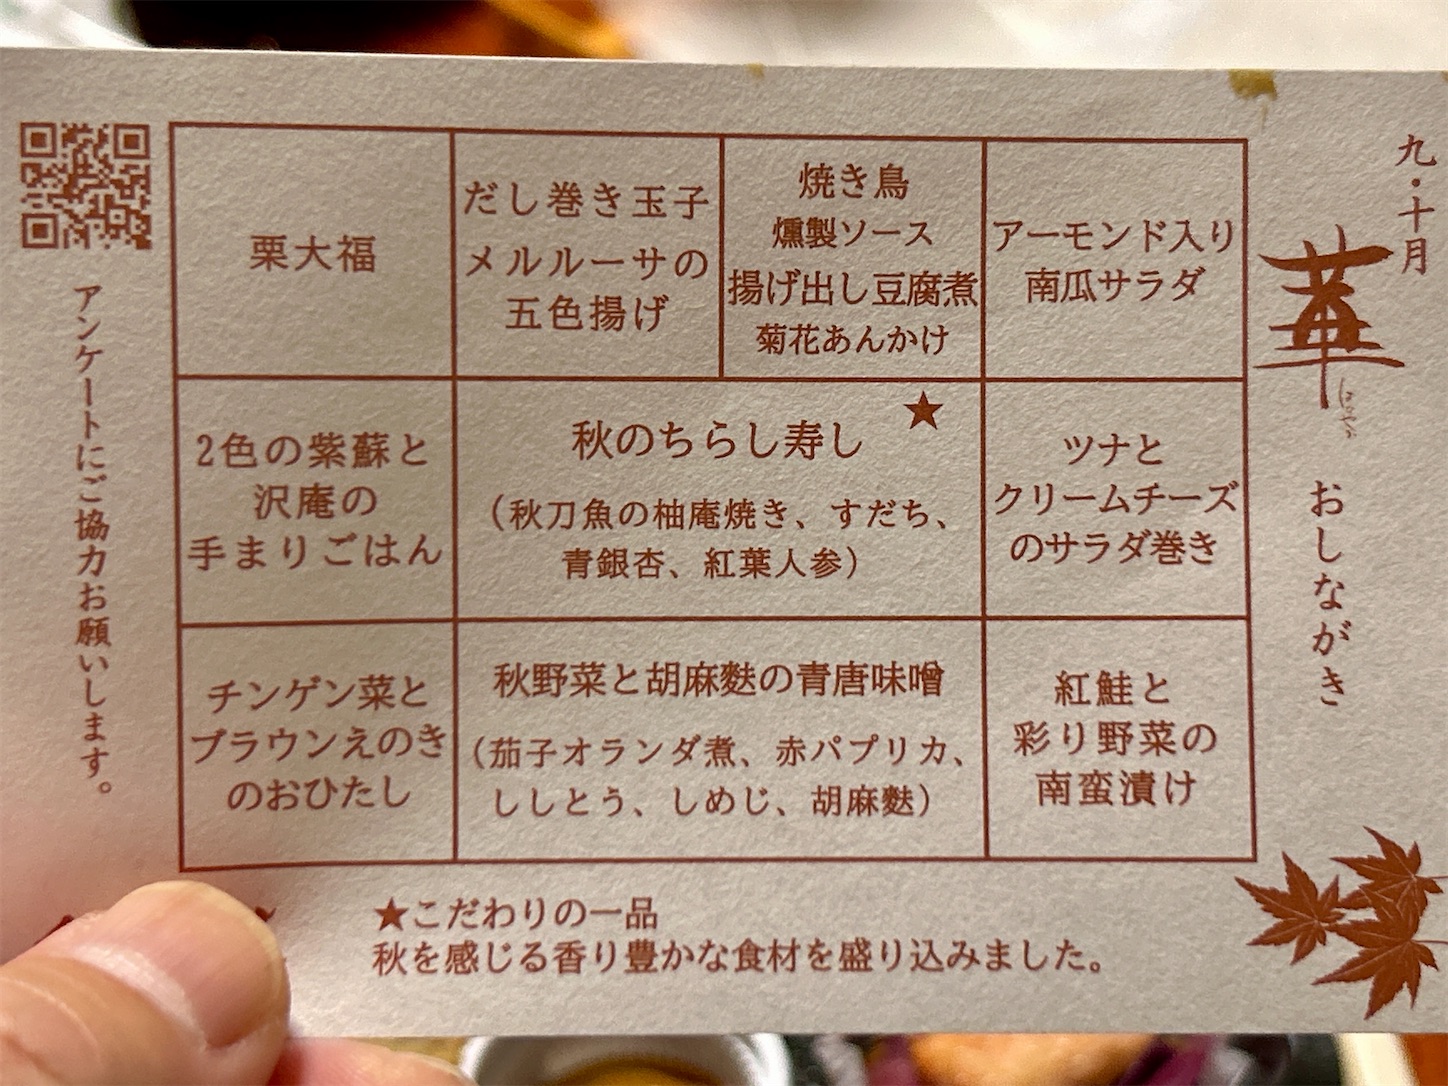 九・十月
華
はなやか
おしながき
アーモンド入り
南瓜サラダ
焼き鳥
燻製ソース
揚げ出し豆腐煮
菊花あんかけ
だし巻き玉子
メルルーサの
五色揚げ
栗大福
ツナと
クリームチーズ
のサラダ巻き
★
秋のちらし寿し
（秋刀魚の柚庵焼き、すだち、
青銀杏、紅葉人参）
2色の紫蘇と
沢庵の
手まりごはん
紅鮭と
彩り野菜の
南蛮漬け
秋野菜と胡麻麩の青唐味噌
（茄子オランダ煮、赤パプリカ、
ししとう、しめじ、胡麻麩）
チンゲン菜と
ブラウンえのき
のおひたし
★こだわりの一品
秋を感じる香り豊かな食材を盛り込みました。
アンケートにご協力お願いします。